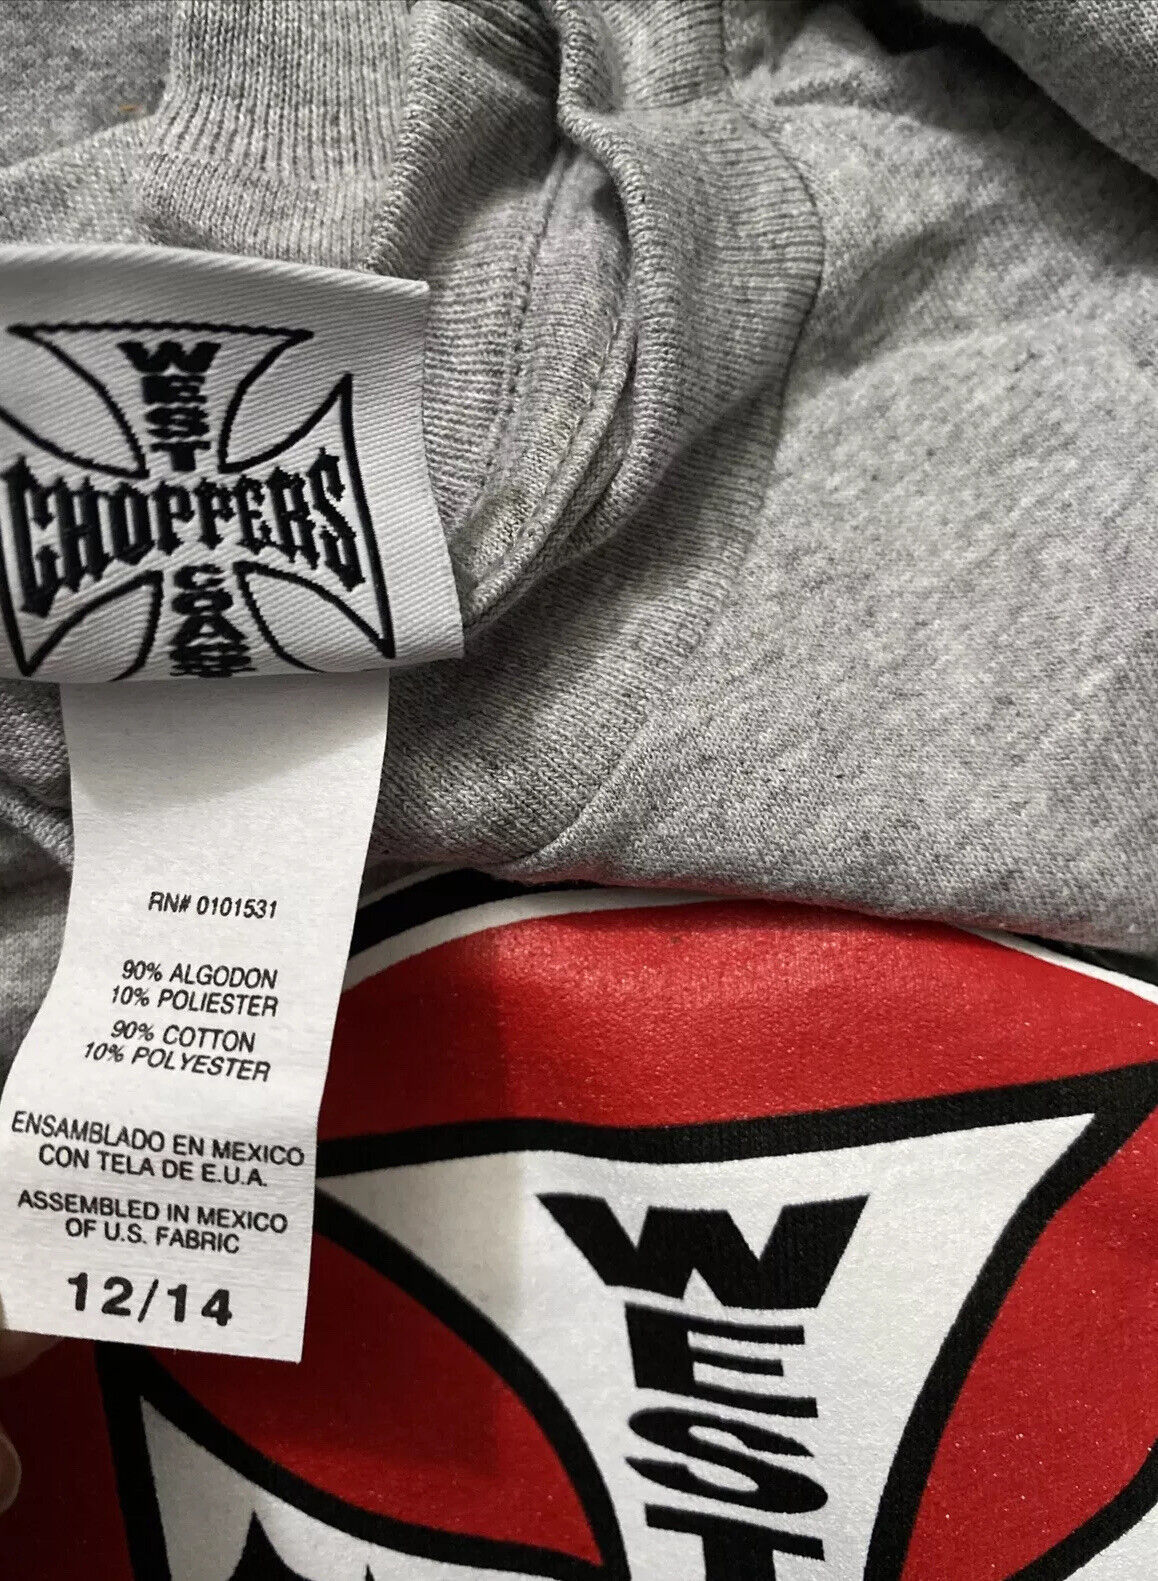 WEST
CHOPPERS
COAST
RN# 0101531
90% ALGODON
10% POLIESTER
90% COTTON
10% POLYESTER
ENSAMBLADO EN MEXICO
CON TELA DE E.U.A.
ASSEMBLED IN MEXICO
OF U.S. FABRIC
12/14
WEST